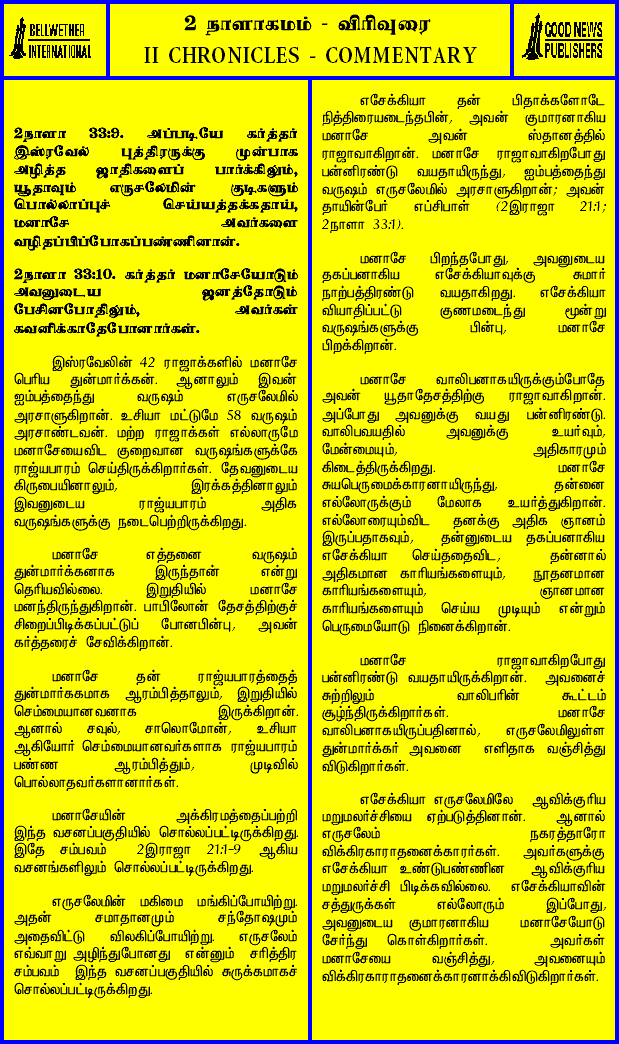 BELLWETHER
INTERNATIONAL
2 நாளாகமம் - விரிவுரை
II CHRONICLES - COMMENTARY
GOOD NEWS
PUBLISHERS
2நாளா 33:9. அப்படியே கர்த்தர்
இஸ்ரவேல் புத்திரருக்கு முன்பாக
அழித்த ஜாதிகளைப் பார்க்கிலும்,
யூதாவும் எருசலேமின் குடிகளும்
பொல்லாப்புச் செய்யத்தக்கதாய்,
மனாசே அவர்களை
வழிதப்பிப்போகப்பண்ணினான்.
2நாளா 33:10. கர்த்தர் மனாசேயோடும்
அவனுடைய ஜனத்தோடும்
பேசினபோதிலும், அவர்கள்
கவனிக்காதேபோனார்கள்.
இஸ்ரவேலின் 42 ராஜாக்களில் மனாசே
பெரிய துன்மார்க்கன். ஆனாலும் இவன்
ஐம்பத்தைந்து வருஷம் எருசலேமில்
அரசாளுகிறான். உசியா மட்டுமே 58 வருஷம்
அரசாண்டவன். மற்ற ராஜாக்கள் எல்லாருமே
மனாசேயைவிட குறைவான வருஷங்களுக்கே
ராஜ்யபாரம் செய்திருக்கிறார்கள். தேவனுடைய
கிருபையினாலும், இரக்கத்தினாலும்
இவனுடைய ராஜ்யபாரம் அதிக
வருஷங்களுக்கு நடைபெற்றிருக்கிறது.
மனாசே எத்தனை வருஷம்
துன்மார்க்கனாக இருந்தான் என்று
தெரியவில்லை. இறுதியில் மனாசே
மனந்திருந்துகிறான். பாபிலோன் தேசத்திற்குச்
சிறைப்பிடிக்கப்பட்டுப் போனபின்பு, அவன்
கர்த்தரைச் சேவிக்கிறான்.
மனாசே தன் ராஜ்யபாரத்தைத்
துன்மார்க்கமாக ஆரம்பித்தாலும், இறுதியில்
செம்மையானவனாக இருக்கிறான்.
ஆனால் சவுல், சாலொமோன், உசியா
ஆகியோர் செம்மையானவர்களாக ராஜ்யபாரம்
பண்ண ஆரம்பித்தும், முடிவில்
பொல்லாதவர்களானார்கள்.
மனாசேயின் அக்கிரமத்தைப்பற்றி
இந்த வசனப்பகுதியில் சொல்லப்பட்டிருக்கிறது.
இதே சம்பவம் 2இராஜா 21:1-9 ஆகிய
வசனங்களிலும் சொல்லப்பட்டிருக்கிறது.
எருசலேமின் மகிமை மங்கிப்போயிற்று.
அதன் சமாதானமும் சந்தோஷமும்
அதைவிட்டு விலகிப்போயிற்று. எருசலேம்
எவ்வாறு அழிந்துபோனது என்னும் சரித்திர
சம்பவம் இந்த வசனப்பகுதியில் சுருக்கமாகச்
சொல்லப்பட்டிருக்கிறது.
எசேக்கியா தன் பிதாக்களோடே
நித்திரையடைந்தபின், அவன் குமாரனாகிய
மனாசே அவன் ஸ்தானத்தில்
ராஜாவாகிறான். மனாசே ராஜாவாகிறபோது
பன்னிரண்டு வயதாயிருந்து, ஐம்பத்தைந்து
வருஷம் எருசலேமில் அரசாளுகிறான்; அவன்
தாயின்பேர் எப்சிபாள் (2இராஜா 21:1;
2நாளா 33:1).
மனாசே பிறந்தபோது, அவனுடைய
தகப்பனாகிய எசேக்கியாவுக்கு சுமார்
நாற்பத்திரண்டு வயதாகிறது. எசேக்கியா
வியாதிப்பட்டு குணமடைந்து மூன்று
வருஷங்களுக்கு பின்பு, மனாசே
பிறக்கிறான்.
மனாசே வாலிபனாகயிருக்கும்போதே
அவன் யூதாதேசத்திற்கு ராஜாவாகிறான்.
அப்போது அவனுக்கு வயது பன்னிரண்டு.
வாலிபவயதில் அவனுக்கு உயர்வும்,
மேன்மையும், அதிகாரமும்
கிடைத்திருக்கிறது. மனாசே
சுயபெருமைக்காரனாயிருந்து, தன்னை
எல்லோருக்கும் மேலாக உயர்த்துகிறான்.
எல்லோரையும்விட தனக்கு அதிக ஞானம்
இருப்பதாகவும், தன்னுடைய தகப்பனாகிய
எசேக்கியா செய்ததைவிட, தன்னால்
அதிகமான காரியங்களையும், நூதனமான
காரியங்களையும், ஞானமான
காரியங்களையும் செய்ய முடியும் என்றும்
பெருமையோடு நினைக்கிறான்.
மனாசே ராஜாவாகிறபோது
பன்னிரண்டு வயதாயிருக்கிறான். அவனைச்
சுற்றிலும் வாலிபரின் கூட்டம்
சூழ்ந்திருக்கிறார்கள். மனாசே
வாலிபனாகயிருப்பதினால், எருசலேமிலுள்ள
துன்மார்க்கர் அவனை எளிதாக வஞ்சித்து
விடுகிறார்கள்.
எசேக்கியா எருசலேமிலே ஆவிக்குரிய
மறுமலர்ச்சியை ஏற்படுத்தினான். ஆனால்
எருசலேம் நகரத்தாரோ
விக்கிரகாராதனைக்காரர்கள். அவர்களுக்கு
எசேக்கியா உண்டுபண்ணின ஆவிக்குரிய
மறுமலர்ச்சி பிடிக்கவில்லை. எசேக்கியாவின்
சத்துருக்கள் எல்லோரும் இப்போது,
அவனுடைய குமாரனாகிய மனாசேயோடு
சேர்ந்து கொள்கிறார்கள். அவர்கள்
மனாசேயை வஞ்சித்து, அவனையும்
விக்கிரகாராதனைக்காரனாக்கிவிடுகிறார்கள்.